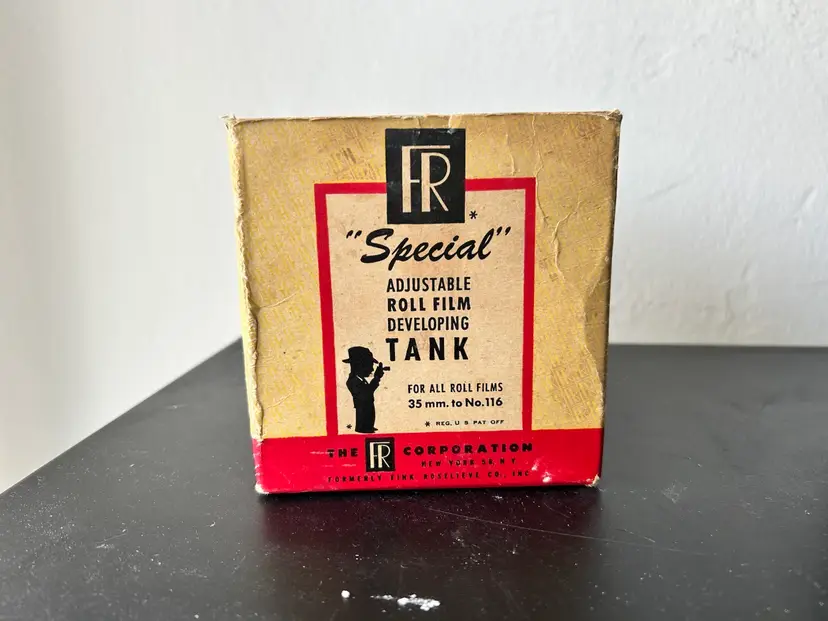 FR
*
"Special"
ADJUSTABLE
ROLL FILM
DEVELOPING
TANK
FOR ALL ROLL FILMS
35 mm. to No.116
* REG. U S PAT OFF
*
THE FR CORPORATION
NEW YORK 58 N Y
FORMERLY FINK ROSELIEVE CO., INC